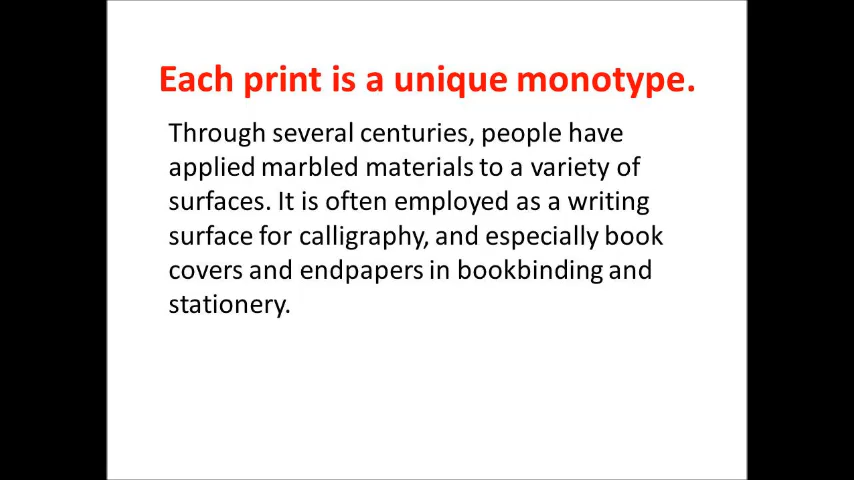 Each print is a unique monotype.
Through several centuries, people have
applied marbled materials to a variety of
surfaces. It is often employed as a writing
surface for calligraphy, and especially book
covers and endpapers in bookbinding and
stationery.